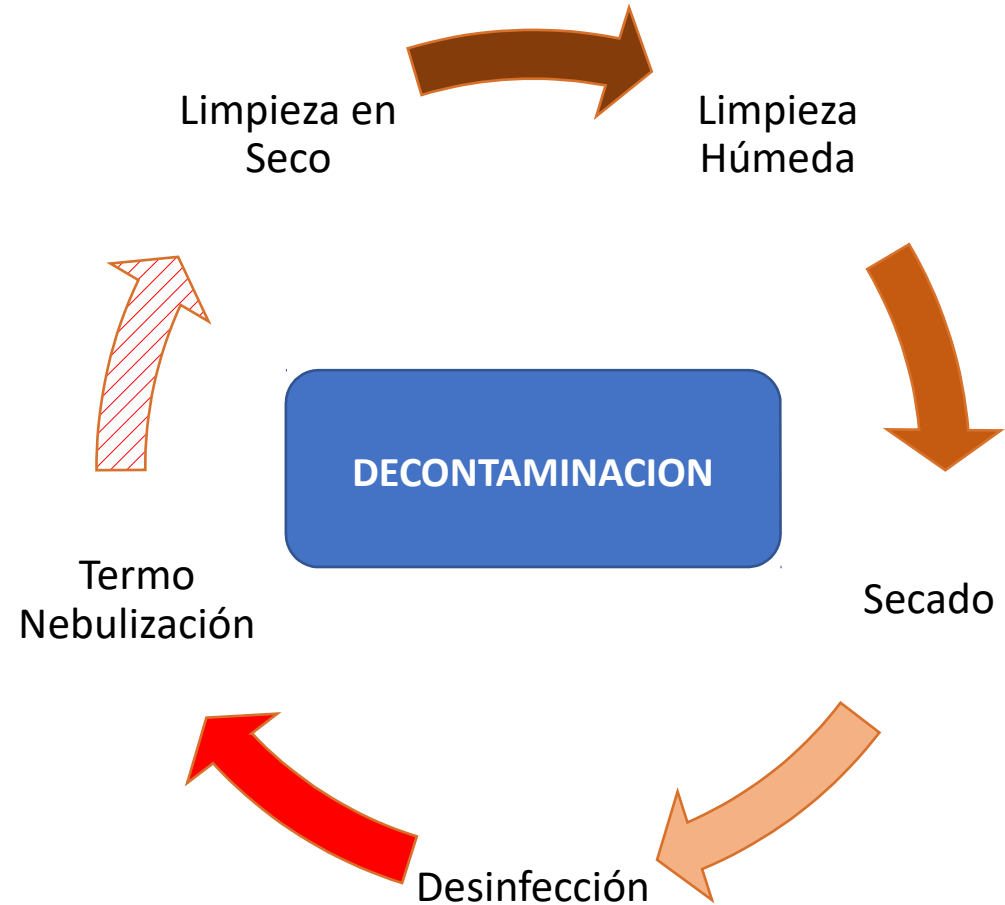 Limpieza en
Seco
Limpieza
Húmeda
Secado
Desinfección
Termo
Nebulización
DECONTAMINACION